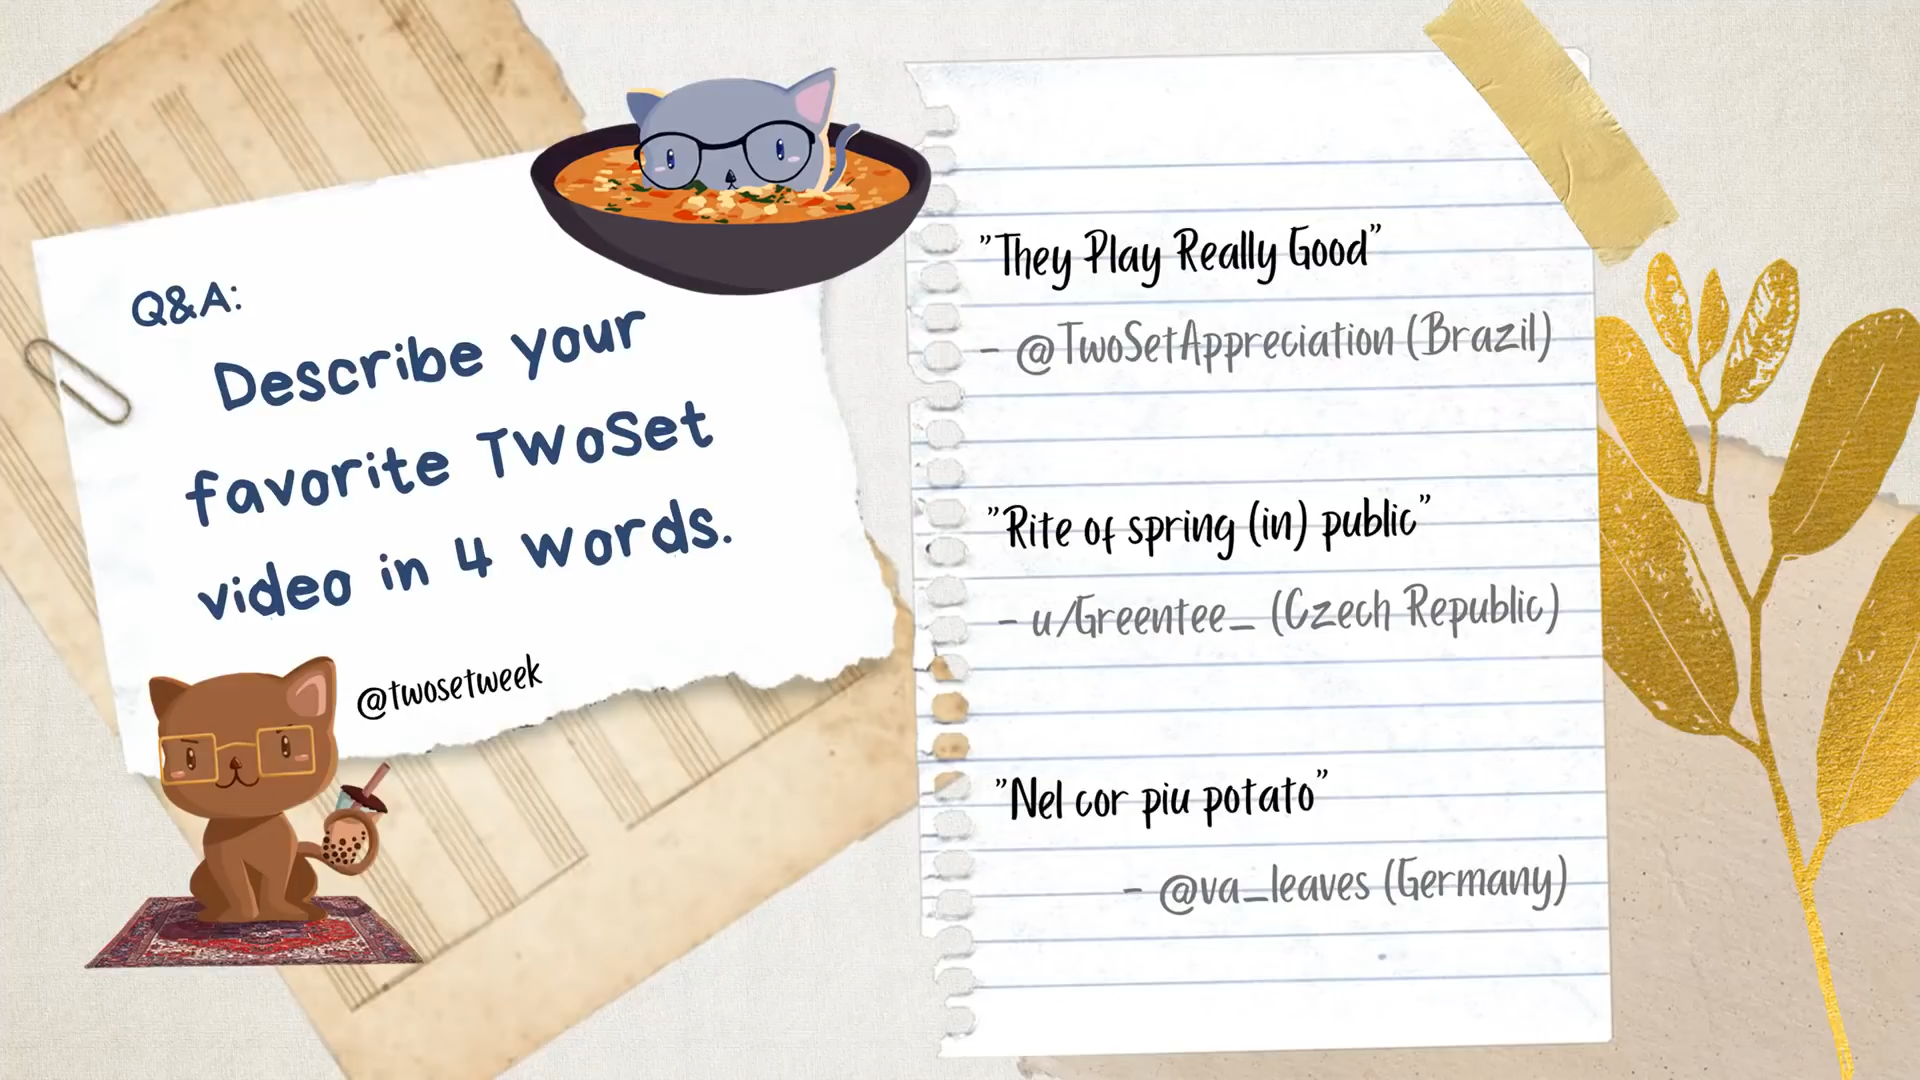 Q&A:
Describe your
favorite TwoSet
video in 4 words.
@twosetweek
"They Play Really Good"
- @TwoSetAppreciation (Brazil)
"Rite of spring (in) public"
- u/Greentee_ (Czech Republic)
"Nel cor piu potato"
- @va_leaves (Germany)